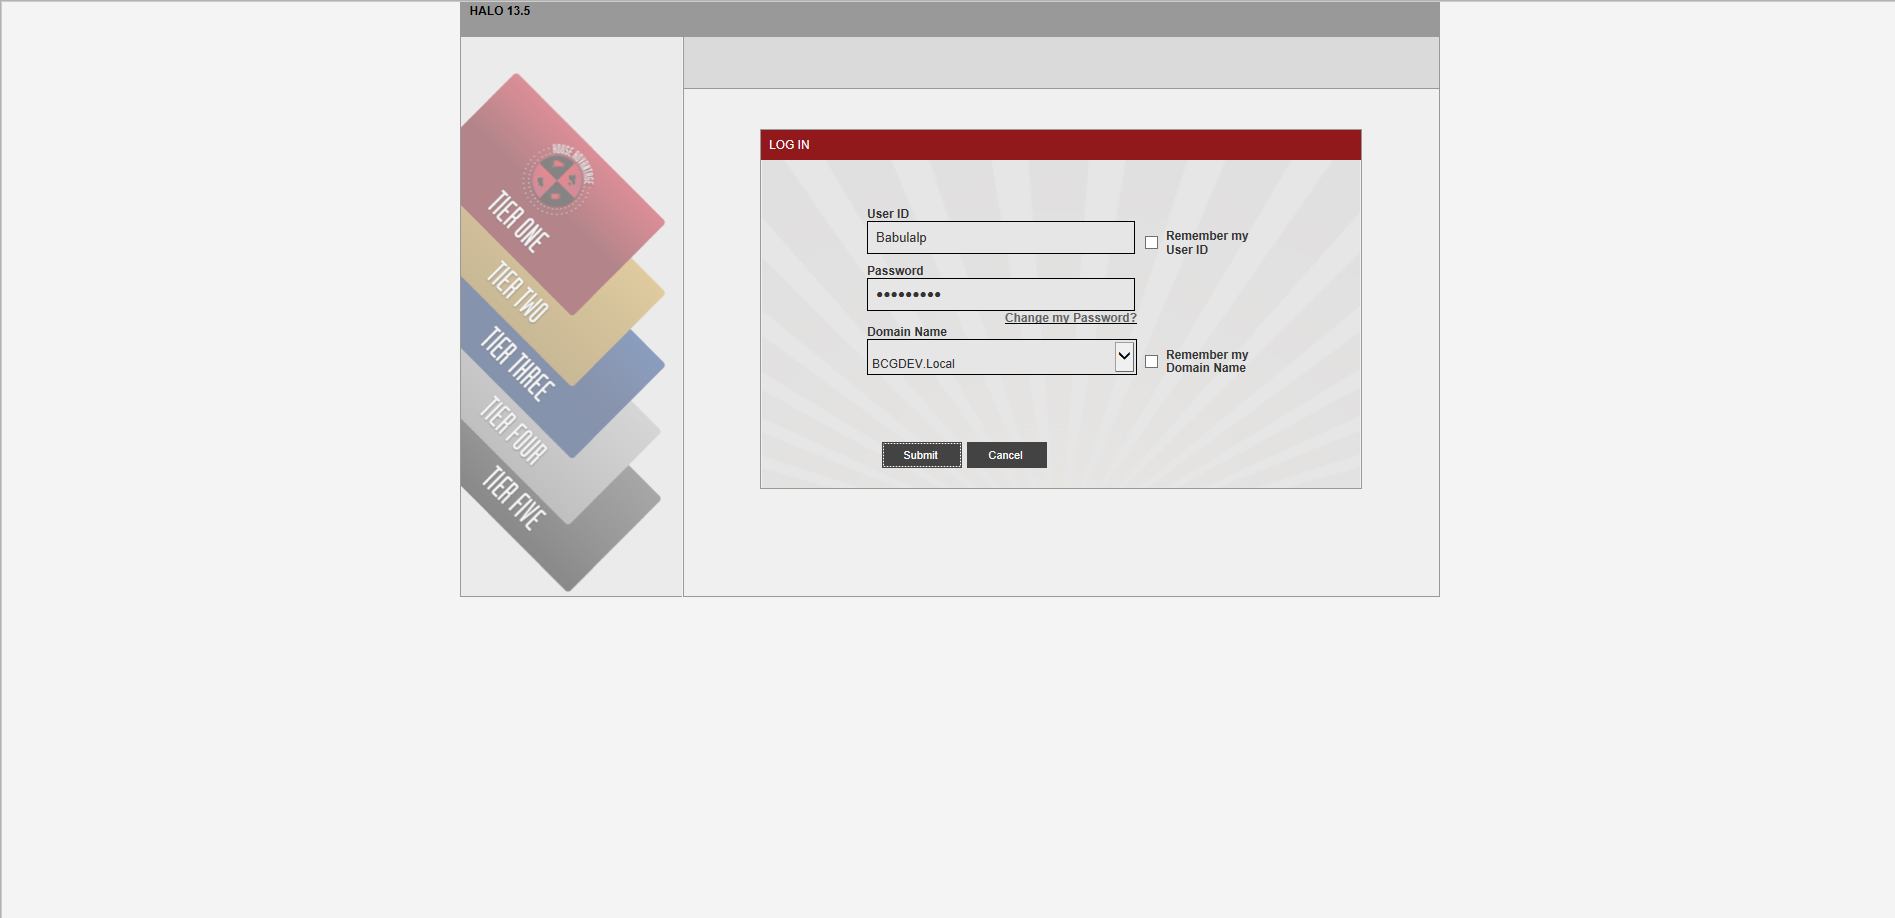 HALO 13.5
HOUSE ADVANTAGE
TIER ONE
TIER TWO
TIER THREE
TIER FOUR
TIER FIVE
LOG IN
User ID
Babulalp
Remember my
User ID
Password
•••••••••
Change my Password?
Domain Name
BCGDEV.Local
Remember my
Domain Name
Submit
Cancel